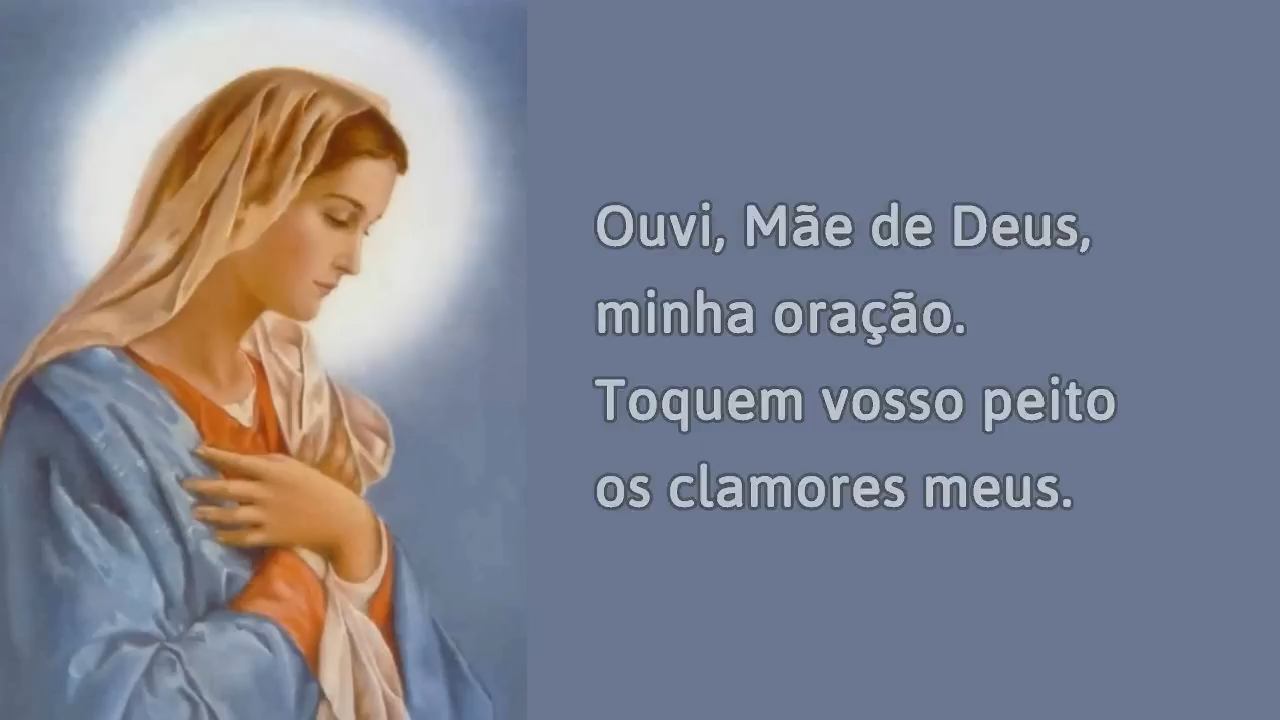 Ouvi, Mãe de Deus,
minha oração.
Toquem vosso peito
os clamores meus.